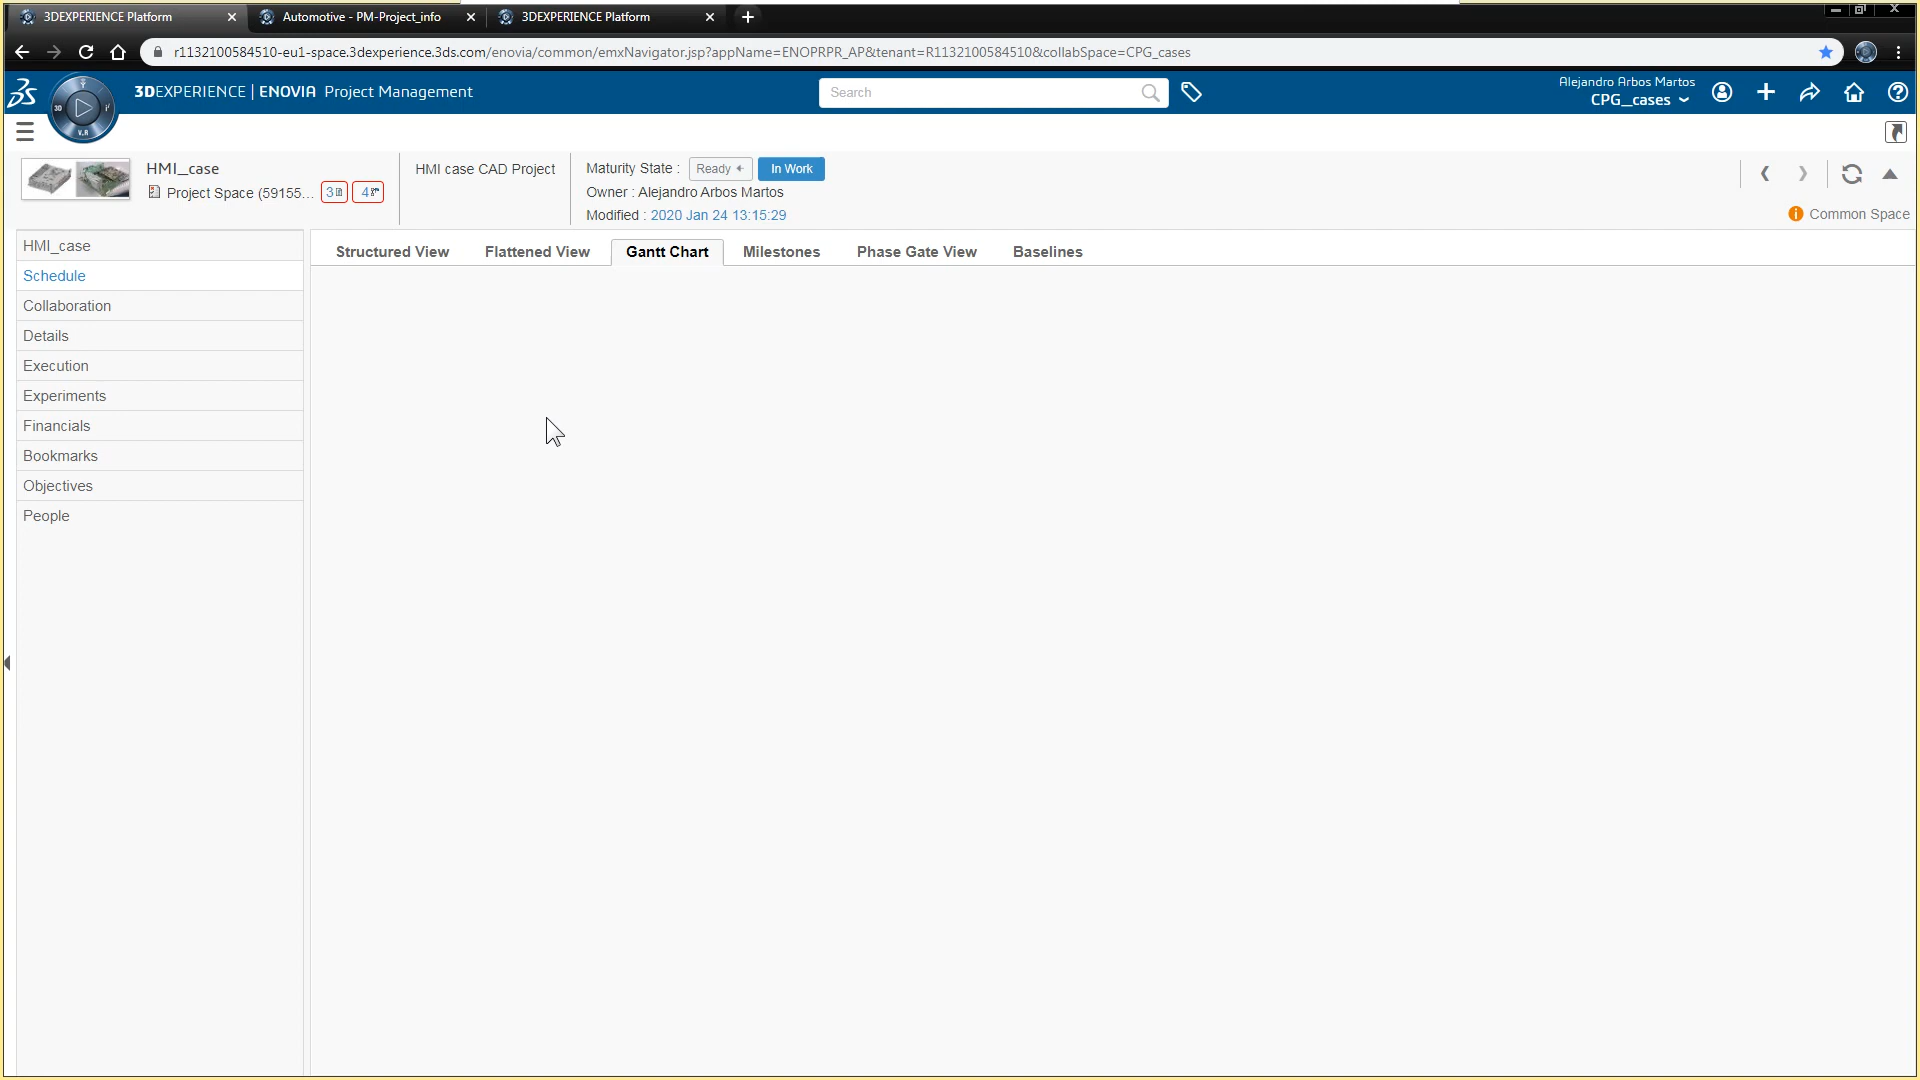 3DEXPERIENCE Platform
Automotive - PM-Project_info
3DEXPERIENCE Platform
r1132100584510-eu1-space.3dexperience.3ds.com/enovia/common/emxNavigator.jsp?appName=ENOPRPR_AP&tenant=R1132100584510&collabSpace=CPG_cases
3DEXPERIENCE | ENOVIA Project Management
Search
Alejandro Arbos Martos
CPG_cases
3D
V.R
HMI_case
Project Space (59155...
3
4
HMI case CAD Project
Maturity State :
Ready
In Work
Owner : Alejandro Arbos Martos
Modified : 2020 Jan 24 13:15:29
Common Space
HMI_case
Schedule
Collaboration
Details
Execution
Experiments
Financials
Bookmarks
Objectives
People
Structured View
Flattened View
Gantt Chart
Milestones
Phase Gate View
Baselines